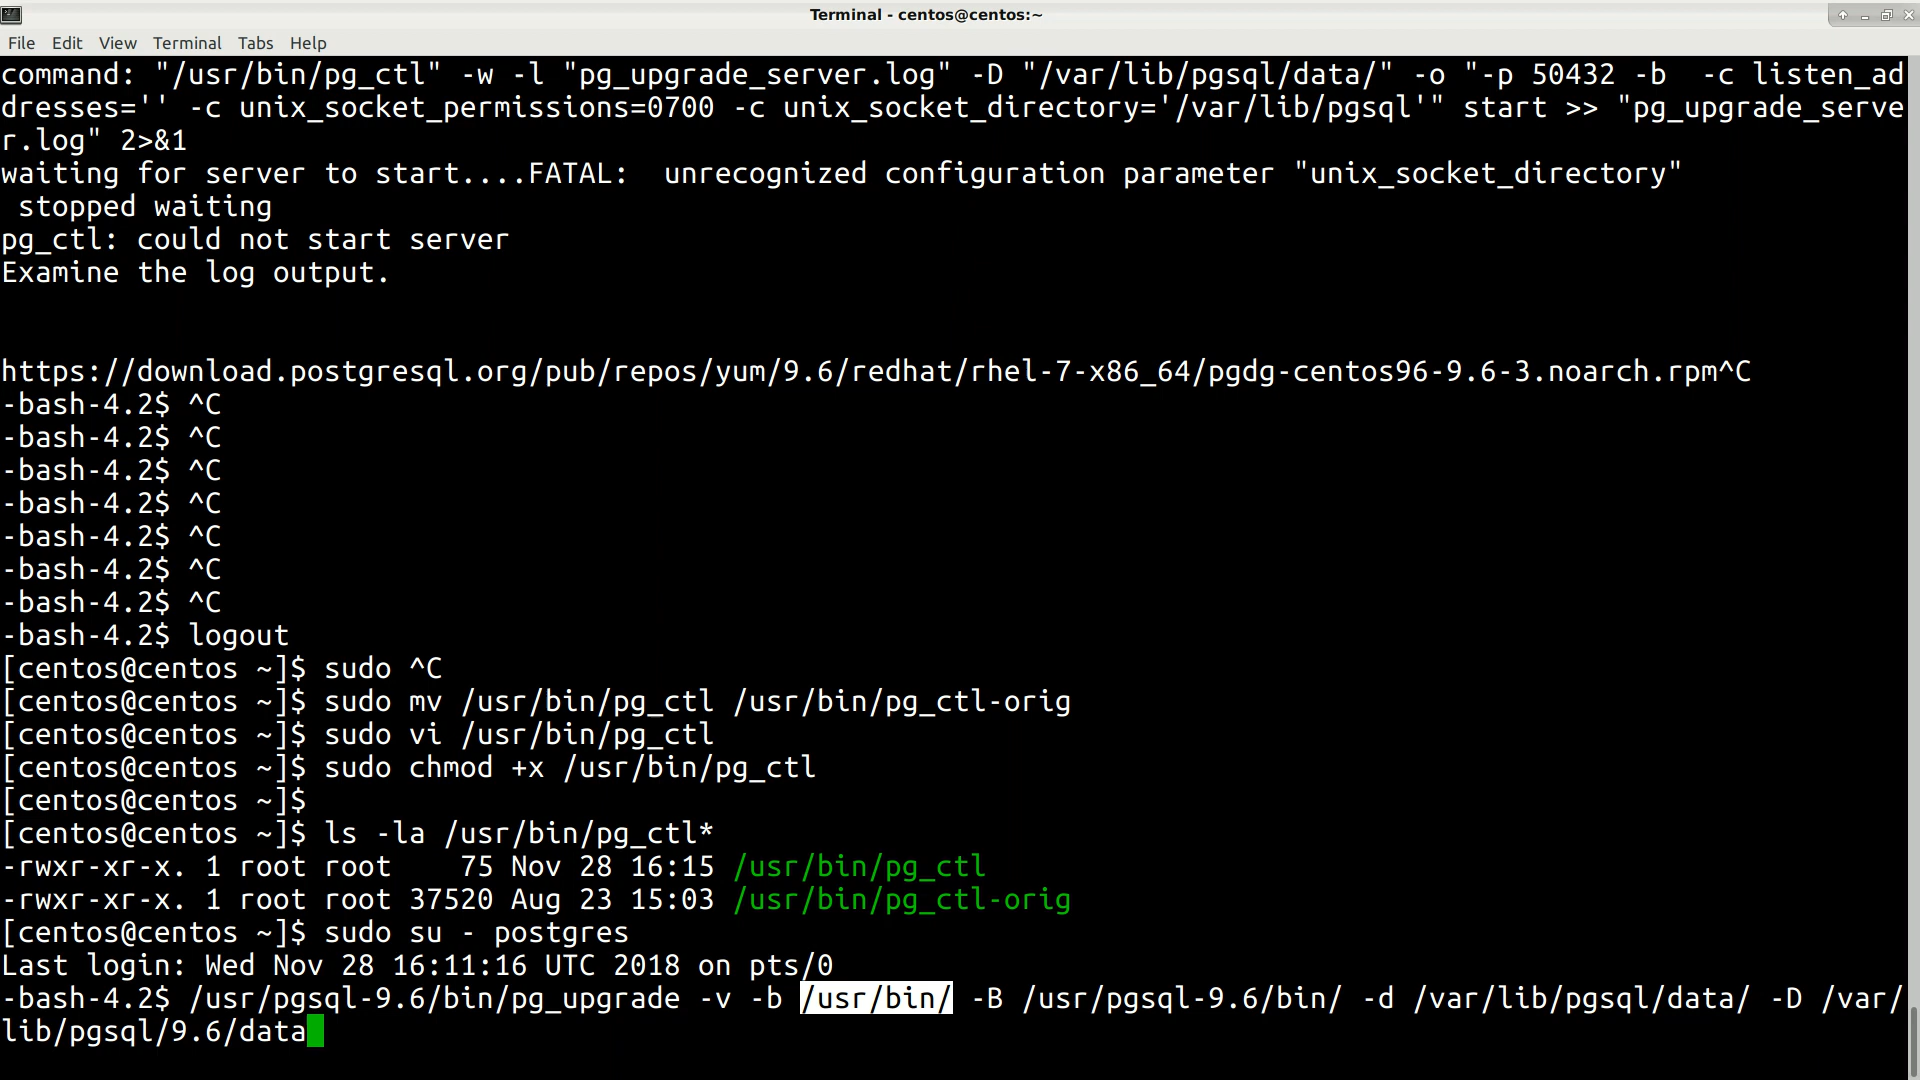 Terminal - centos@centos:~
File Edit View Terminal Tabs Help
command: "/usr/bin/pg_ctl" -w -l "pg_upgrade_server.log" -D "/var/lib/pgsql/data/" -o "-p 50432 -b  -c listen_ad
dresses='' -c unix_socket_permissions=0700 -c unix_socket_directory='/var/lib/pgsql'" start >> "pg_upgrade_serve
r.log" 2>&1
waiting for server to start....FATAL:  unrecognized configuration parameter "unix_socket_directory"
 stopped waiting
pg_ctl: could not start server
Examine the log output.
https://download.postgresql.org/pub/repos/yum/9.6/redhat/rhel-7-x86_64/pgdg-centos96-9.6-3.noarch.rpm^C
-bash-4.2$ ^C
-bash-4.2$ ^C
-bash-4.2$ ^C
-bash-4.2$ ^C
-bash-4.2$ ^C
-bash-4.2$ ^C
-bash-4.2$ ^C
-bash-4.2$ logout
[centos@centos ~]$ sudo ^C
[centos@centos ~]$ sudo mv /usr/bin/pg_ctl /usr/bin/pg_ctl-orig
[centos@centos ~]$ sudo vi /usr/bin/pg_ctl
[centos@centos ~]$ sudo chmod +x /usr/bin/pg_ctl
[centos@centos ~]$
[centos@centos ~]$ ls -la /usr/bin/pg_ctl*
-rwxr-xr-x. 1 root root    75 Nov 28 16:15 /usr/bin/pg_ctl
-rwxr-xr-x. 1 root root 37520 Aug 23 15:03 /usr/bin/pg_ctl-orig
[centos@centos ~]$ sudo su - postgres
Last login: Wed Nov 28 16:11:16 UTC 2018 on pts/0
-bash-4.2$ /usr/pgsql-9.6/bin/pg_upgrade -v -b /usr/bin/ -B /usr/pgsql-9.6/bin/ -d /var/lib/pgsql/data/ -D /var/
lib/pgsql/9.6/data